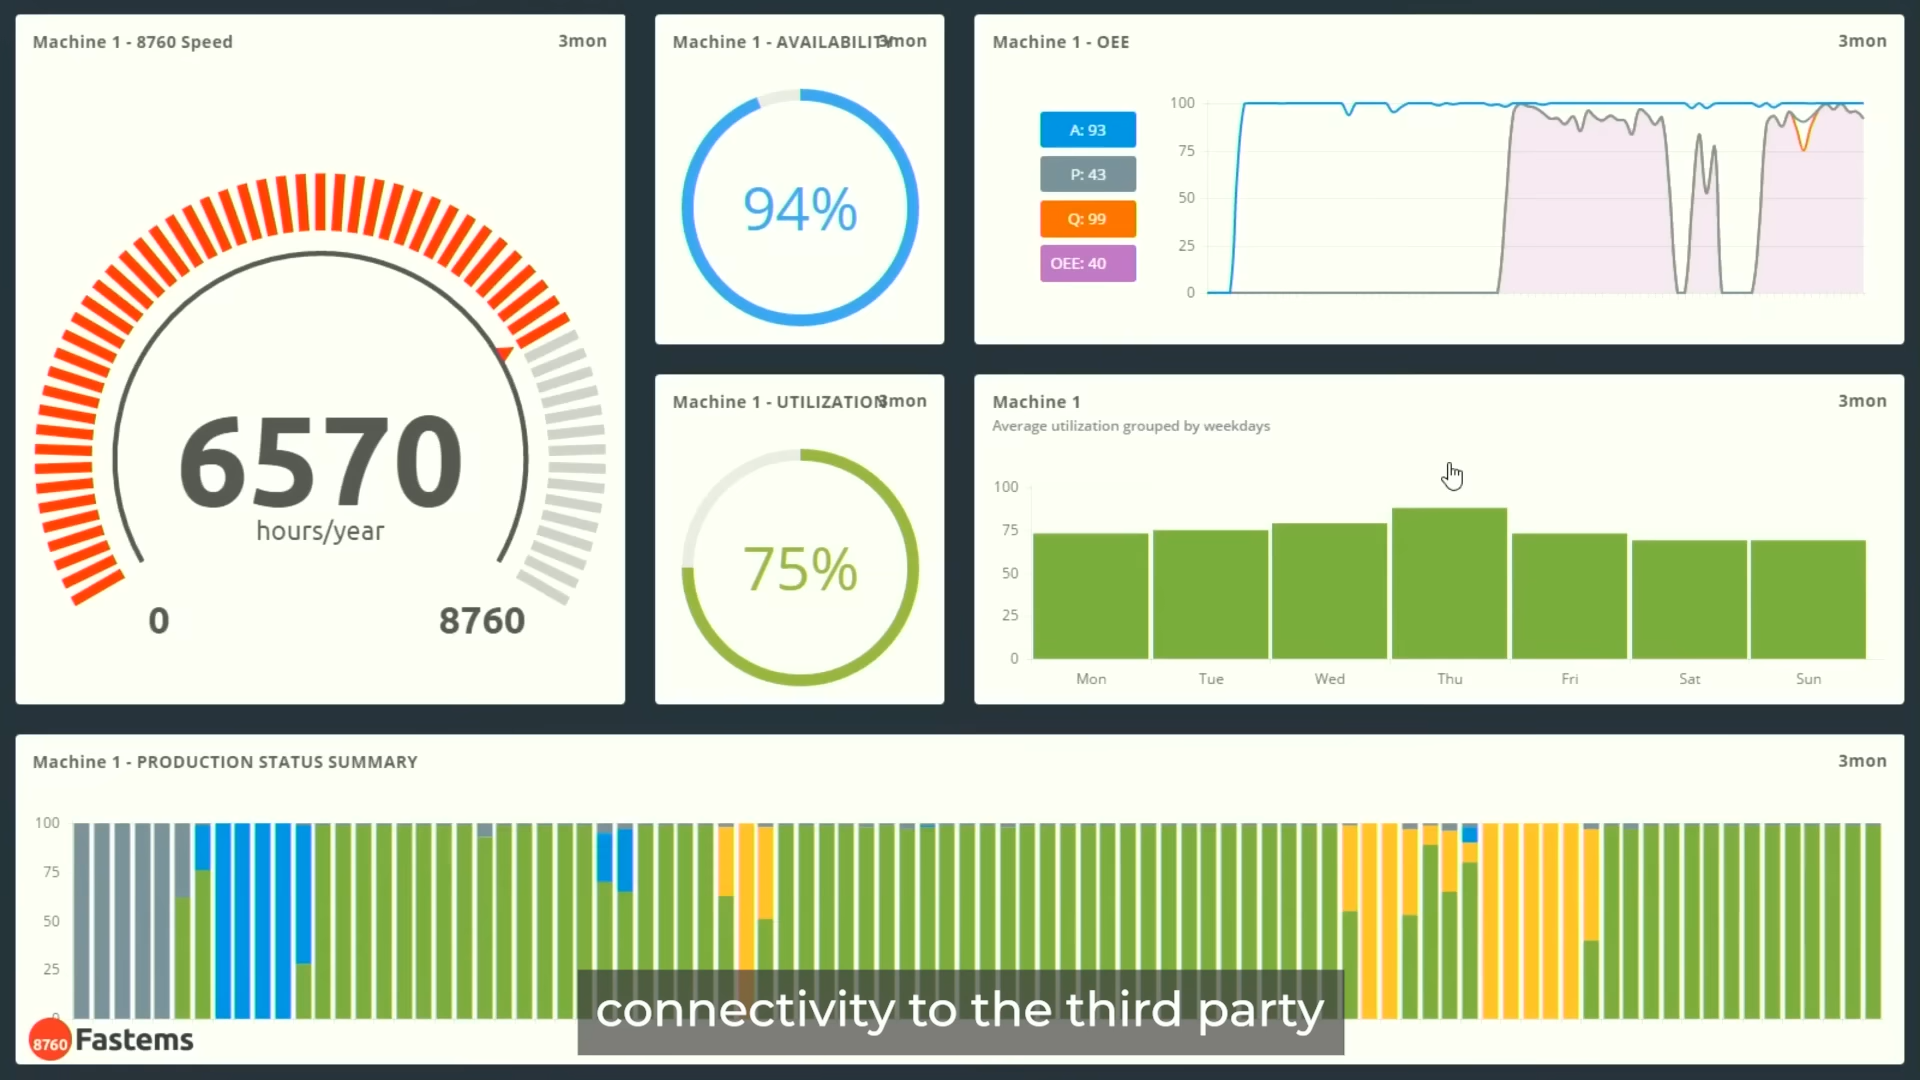 Machine 1 - 8760 Speed 3mon
6570
hours/year
0 8760
Machine 1 - AVAILABILITY 3mon
94%
Machine 1 - OEE 3mon
A: 93
P: 43
Q: 99
OEE: 40
100
75
50
25
0
Machine 1 - UTILIZATION 3mon
75%
Machine 1 3mon
Average utilization grouped by weekdays
100
75
50
25
0
Mon Tue Wed Thu Fri Sat Sun
Machine 1 - PRODUCTION STATUS SUMMARY 3mon
100
75
50
25
0
8760 Fastems
connectivity to the third party